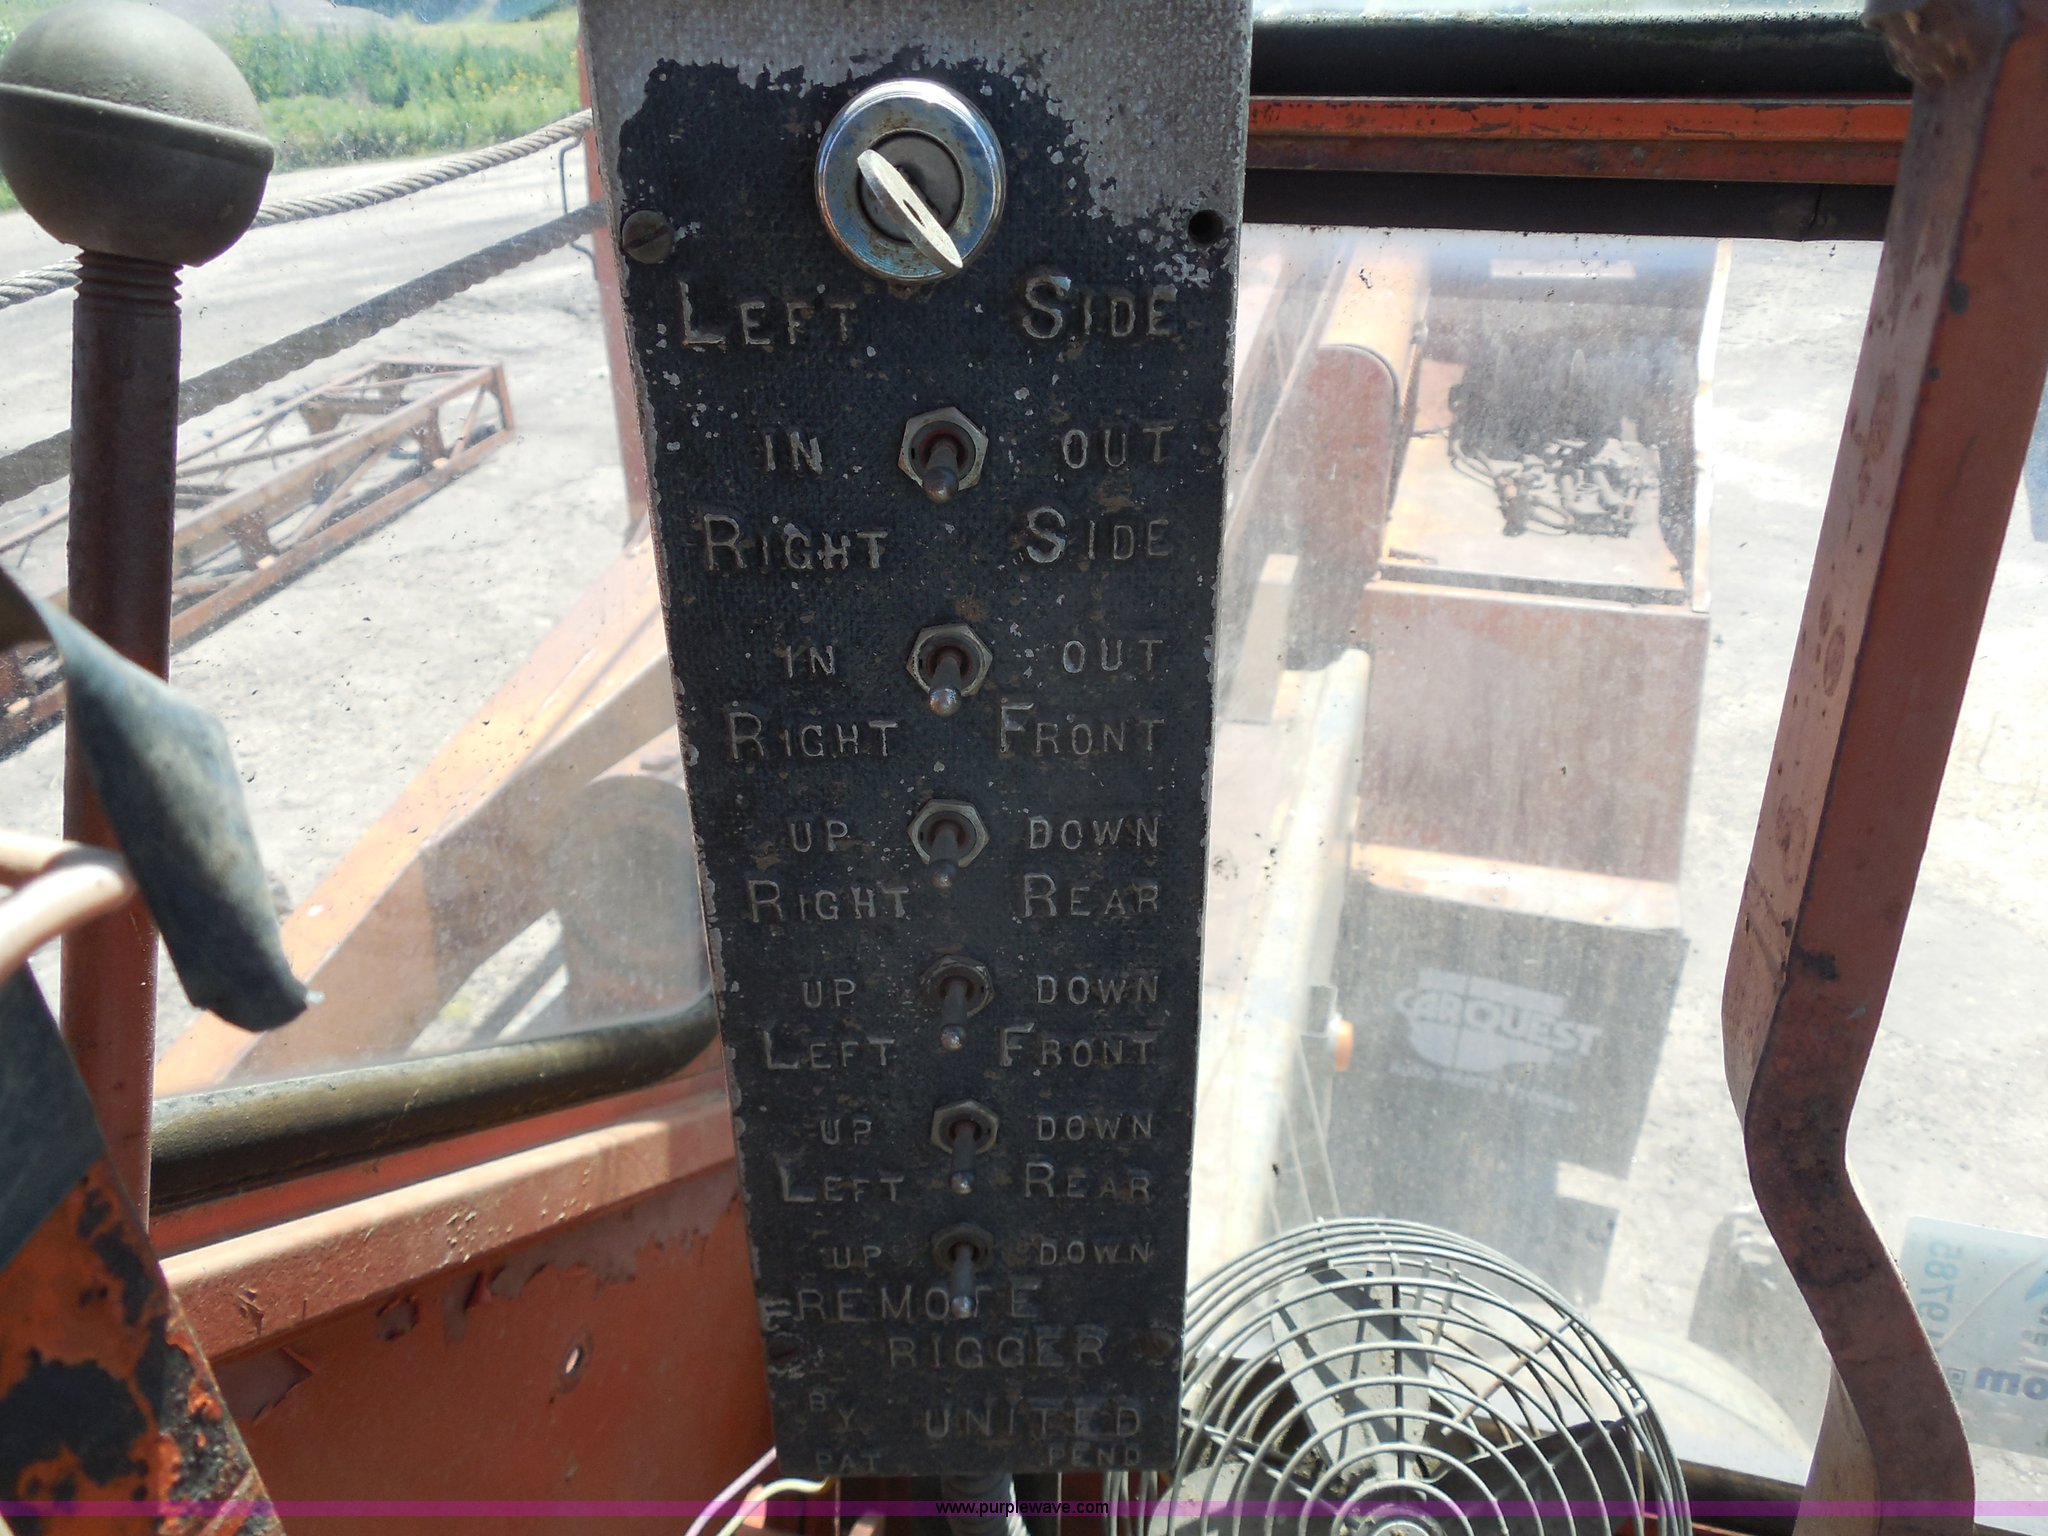 LEFT SIDE
IN OUT
RIGHT SIDE
IN OUT
RIGHT FRONT
UP DOWN
RIGHT REAR
UP DOWN
LEFT FRONT
UP DOWN
LEFT REAR
UP DOWN
REMOTE
RIGGER
BY UNITED
PAT PEND
CARQUEST
www.purplewave.com